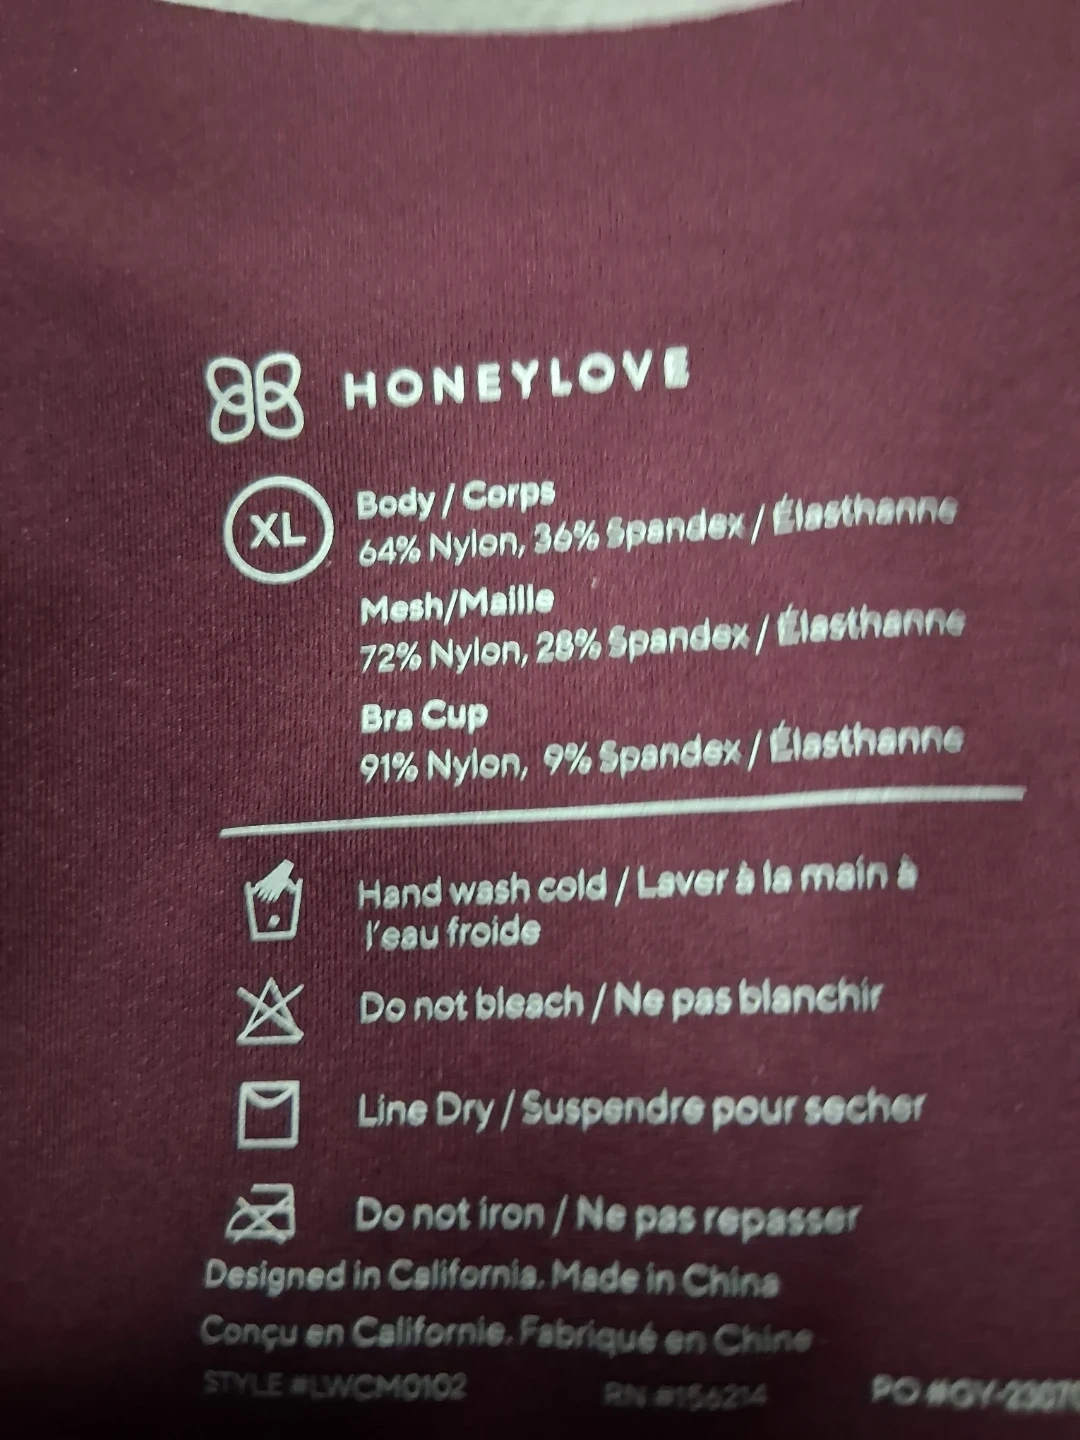 HONEYLOVE
XL
Body / Corps
64% Nylon, 36% Spandex / Élasthanne
Mesh/Maille
72% Nylon, 28% Spandex / Élasthanne
Bra Cup
91% Nylon, 9% Spandex / Élasthanne
Hand wash cold / Laver à la main à
l'eau froide
Do not bleach / Ne pas blanchir
Line Dry / Suspendre pour secher
Do not iron / Ne pas repasser
Designed in California. Made in China
Conçu en Californie. Fabriqué en Chine
STYLE #LWCM0102 RN #156214 PO